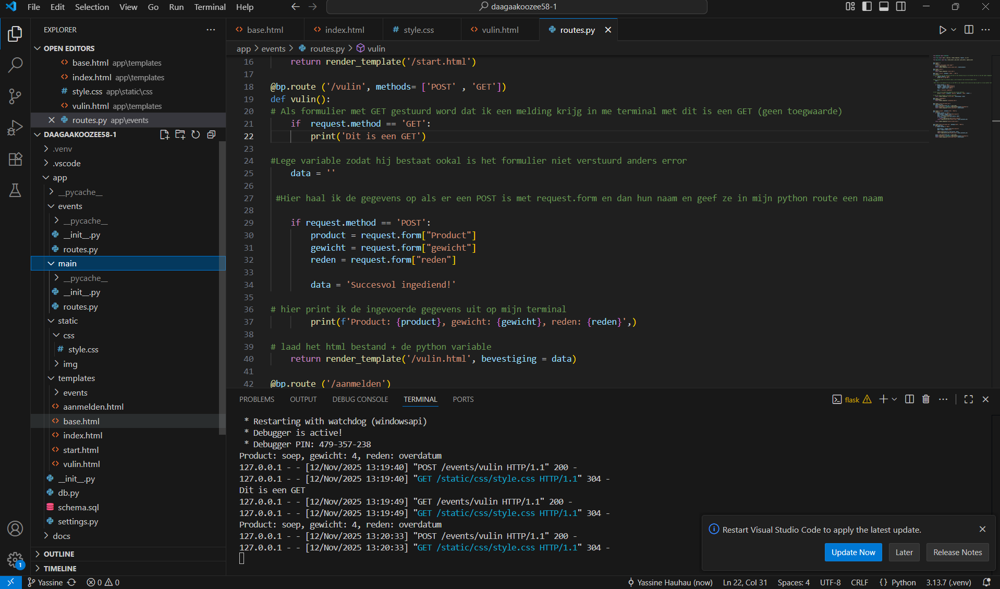 File Edit Selection View Go Run Terminal Help
daagaakoozee58-1
EXPLORER
OPEN EDITORS
base.html app\templates
index.html app\templates
style.css app\static\css
vulin.html app\templates
routes.py app\events
DAAGAAKOOZEE58-1
.venv
.vscode
app
__pycache__
events
__pycache__
__init__.py
routes.py
main
__pycache__
__init__.py
routes.py
static
css
style.css
img
templates
events
aanmelden.html
base.html
index.html
start.html
vulin.html
__init__.py
db.py
schema.sql
settings.py
docs
OUTLINE
TIMELINE
base.html index.html style.css vulin.html routes.py
app > events > routes.py > vulin
16 return render_template('/start.html')
17
18 @bp.route ('/vulin', methods= ['POST' , 'GET'])
19 def vulin():
20 # Als formulier met GET gestuurd word dat ik een melding krijg in me terminal met dit is een GET (geen toegwaarde)
21 if request.method == 'GET':
22 print('Dit is een GET')
23
24 #Lege variable zodat hij bestaat ookal is het formulier niet verstuurd anders error
25 data = ''
26
27 #Hier haal ik de gegevens op als er een POST is met request.form en dan hun naam en geef ze in mijn python route een naam
28
29 if request.method == 'POST':
30 product = request.form["Product"]
31 gewicht = request.form["gewicht"]
32 reden = request.form["reden"]
33
34 data = 'Succesvol ingediend!'
35
36 # hier print ik de ingevoerde gegevens uit op mijn terminal
37 print(f'Product: {product}, gewicht: {gewicht}, reden: {reden}',)
38
39 # laad het html bestand + de python variable
40 return render_template('/vulin.html', bevestiging = data)
41
42 @bp.route ('/aanmelden')
PROBLEMS OUTPUT DEBUG CONSOLE TERMINAL PORTS
flask
* Restarting with watchdog (windowsapi)
* Debugger is active!
* Debugger PIN: 479-357-238
Product: soep, gewicht: 4, reden: overdatum
127.0.0.1 - - [12/Nov/2025 13:19:40] "POST /events/vulin HTTP/1.1" 200 -
127.0.0.1 - - [12/Nov/2025 13:19:40] "GET /static/css/style.css HTTP/1.1" 304 -
Dit is een GET
127.0.0.1 - - [12/Nov/2025 13:19:49] "GET /events/vulin HTTP/1.1" 200 -
127.0.0.1 - - [12/Nov/2025 13:19:49] "GET /static/css/style.css HTTP/1.1" 304 -
Product: soep, gewicht: 4, reden: overdatum
127.0.0.1 - - [12/Nov/2025 13:20:33] "POST /events/vulin HTTP/1.1" 200 -
127.0.0.1 - - [12/Nov/2025 13:20:33] "GET /static/css/style.css HTTP/1.1" 304 -
Restart Visual Studio Code to apply the latest update.
Update Now Later Release Notes
1
Yassine 0 0 Yassine Hauhau (now) Ln 22, Col 31 Spaces: 4 UTF-8 CRLF {} Python 3.13.7 (.venv)